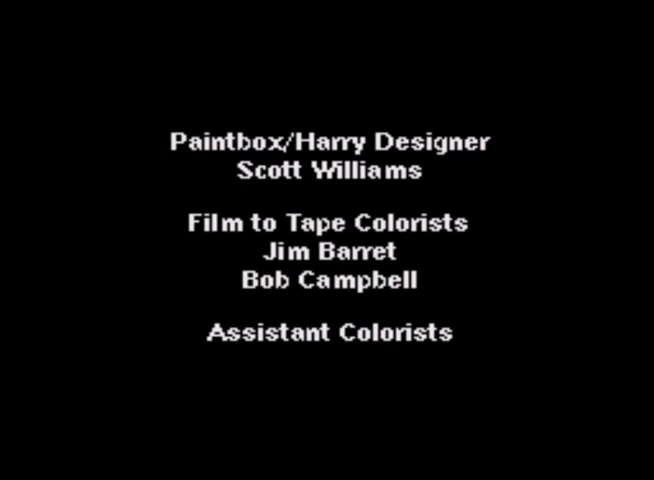 Paintbox/Harry Designer
Scott Williams
Film to Tape Colorists
Jim Barret
Bob Campbell
Assistant Colorists